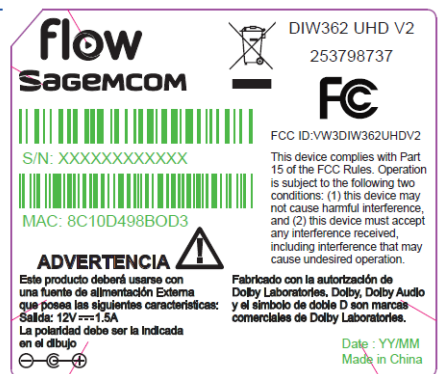 flow
SAGEMCOM
S/N: XXXXXXXXXXXX
MAC: 8C10D498BOD3
DIW362 UHD V2
253798737
FC
FCC ID:VW3DIW362UHDV2
This device complies with Part
15 of the FCC Rules. Operation
is subject to the following two
conditions: (1) this device may
not cause harmful interference,
and (2) this device must accept
any interference received,
including interference that may
cause undesired operation.
ADVERTENCIA
Este producto deberá usarse con
una fuente de alimentación Externa
que posea las siguientes caracteristicas:
Salida: 12V⎓1.5A
La polaridad debe ser la indicada
en el dibujo
Fabricado con la autorización de
Dolby Laboratories, Dolby, Dolby Audio
y el simbolo de doble D son marcas
comerciales de Dolby Laboratories.
Date : YY/MM
Made in China